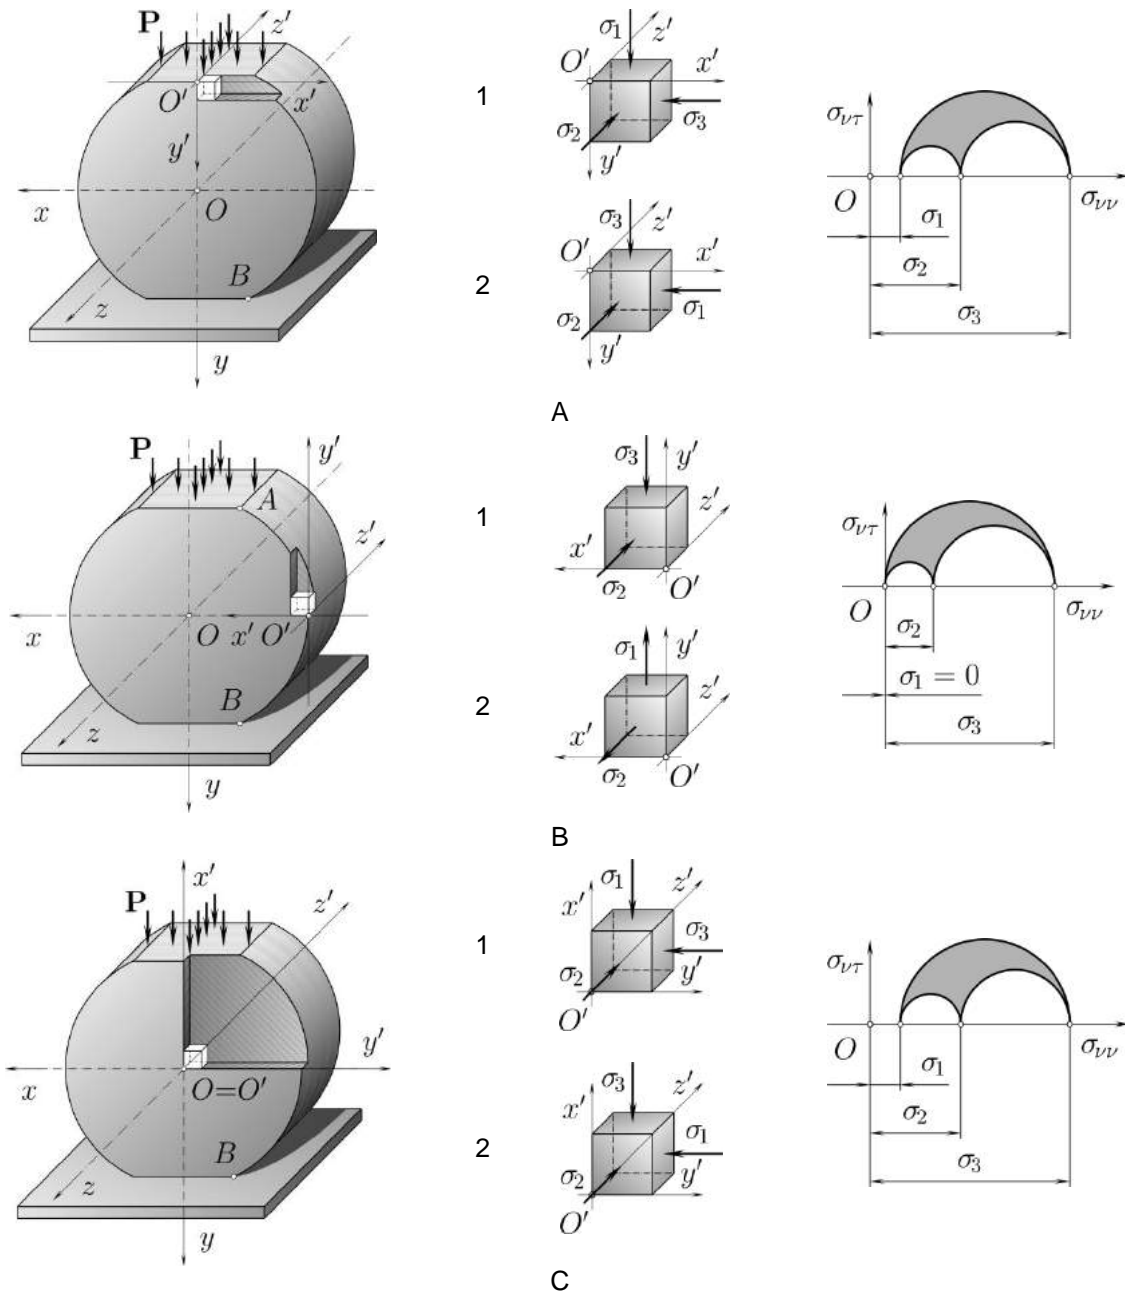 P
z′
O′
x′
y′
x
O
B
z
y
1
σ₁
z′
O′
x′
σ₂
σ₃
y′
2
σ₃
z′
O′
x′
σ₂
σ₁
y′
σντ
O
σνν
σ₁
σ₂
σ₃
A
P
y′
A
z′
x
O
x′
O′
B
z
y
1
σ₃
y′
z′
x′
σ₂
O′
2
σ₁
y′
z′
x′
σ₂
O′
σντ
O
σνν
σ₂
σ₁ = 0
σ₃
B
x′
P
z′
y′
x
O=O′
B
z
y
1
σ₁
z′
x′
σ₃
σ₂
y′
O′
2
σ₃
z′
x′
σ₁
σ₂
y′
O′
σντ
O
σνν
σ₁
σ₂
σ₃
C